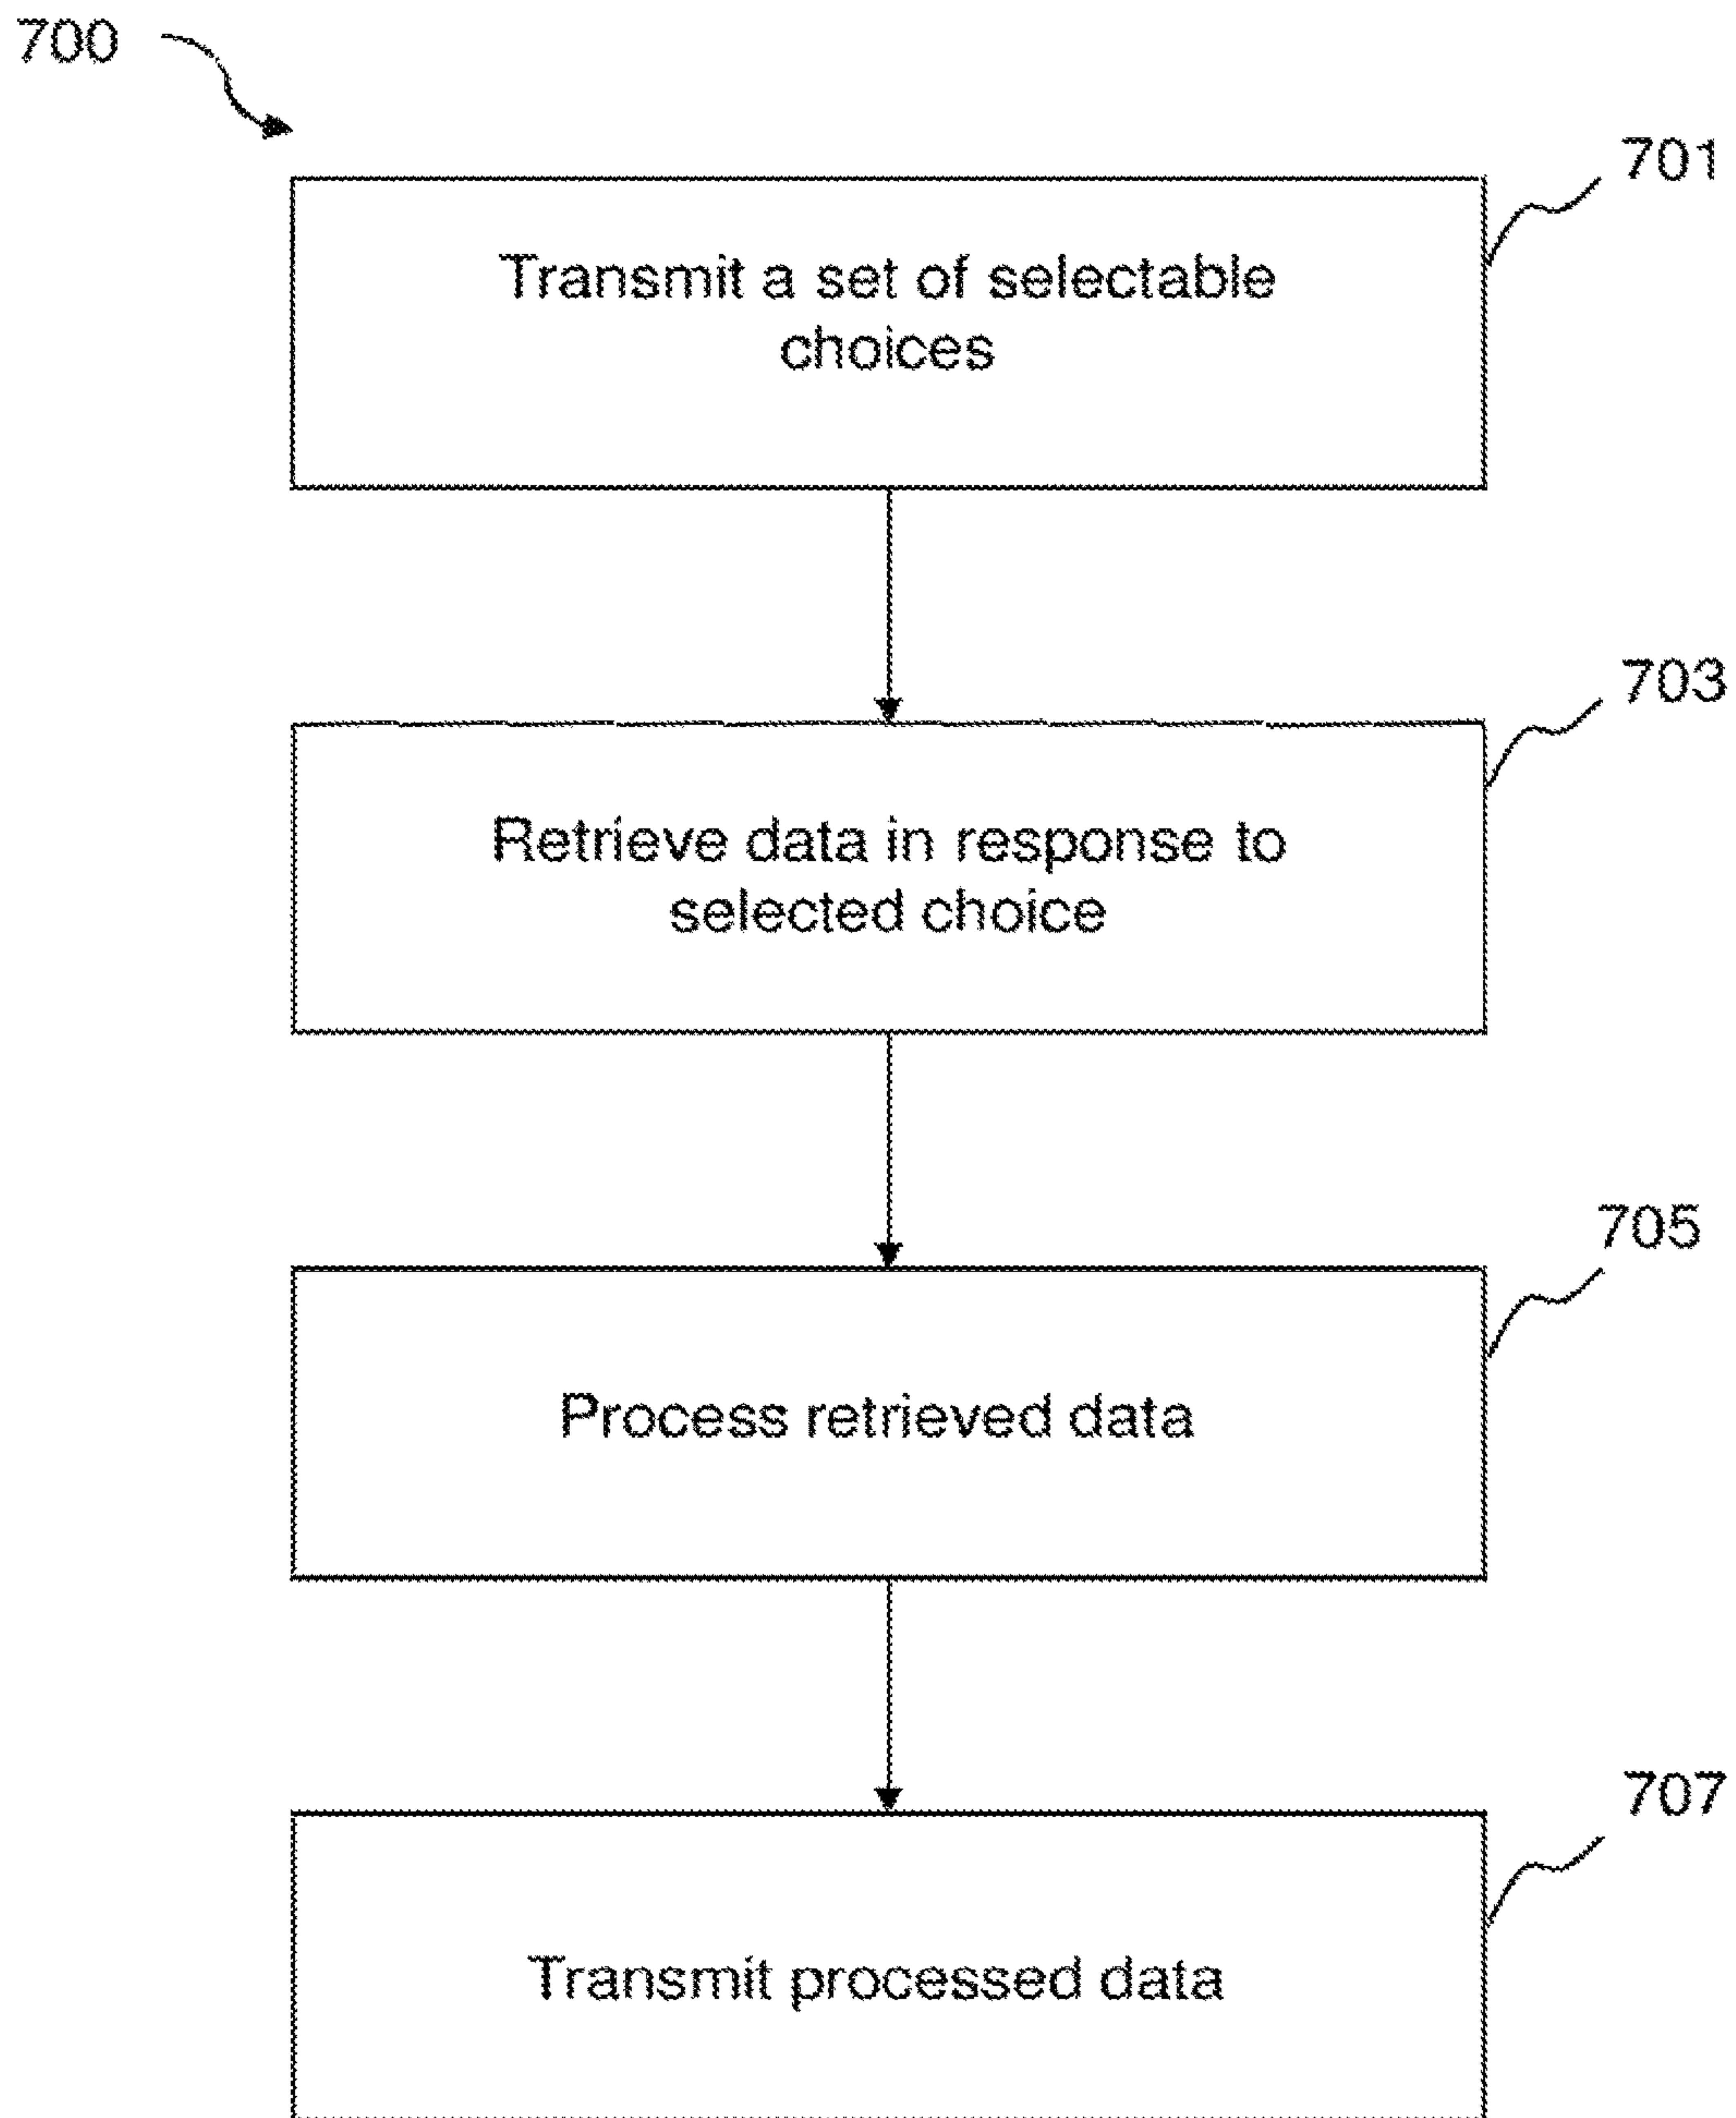 700
701
Transmit a set of selectable
choices
703
Retrieve data in response to
selected choice
705
Process retrieved data
707
Transmit processed data